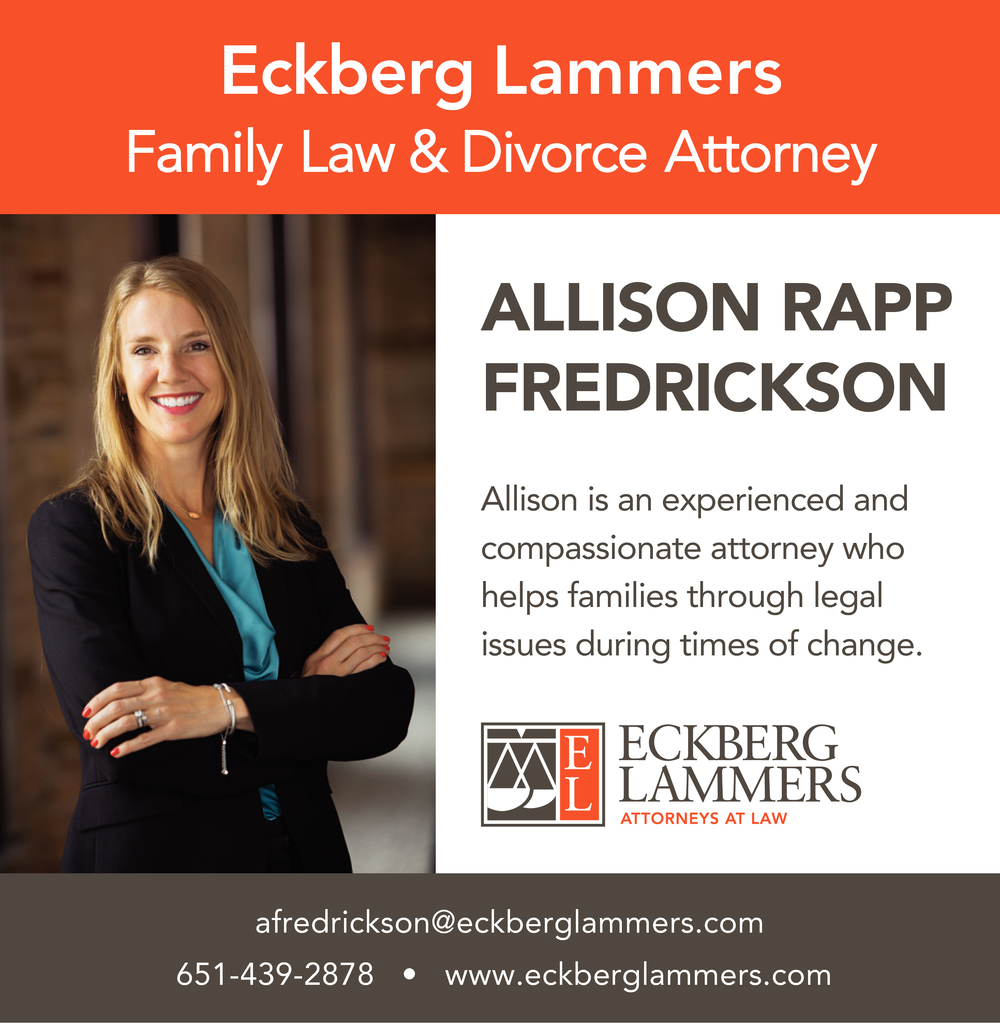 Eckberg Lammers
Family Law & Divorce Attorney
ALLISON RAPP
FREDRICKSON
Allison is an experienced and
compassionate attorney who
helps families through legal
issues during times of change.
EL
ECKBERG
LAMMERS
ATTORNEYS AT LAW
afredrickson@eckberglammers.com
651-439-2878 • www.eckberglammers.com